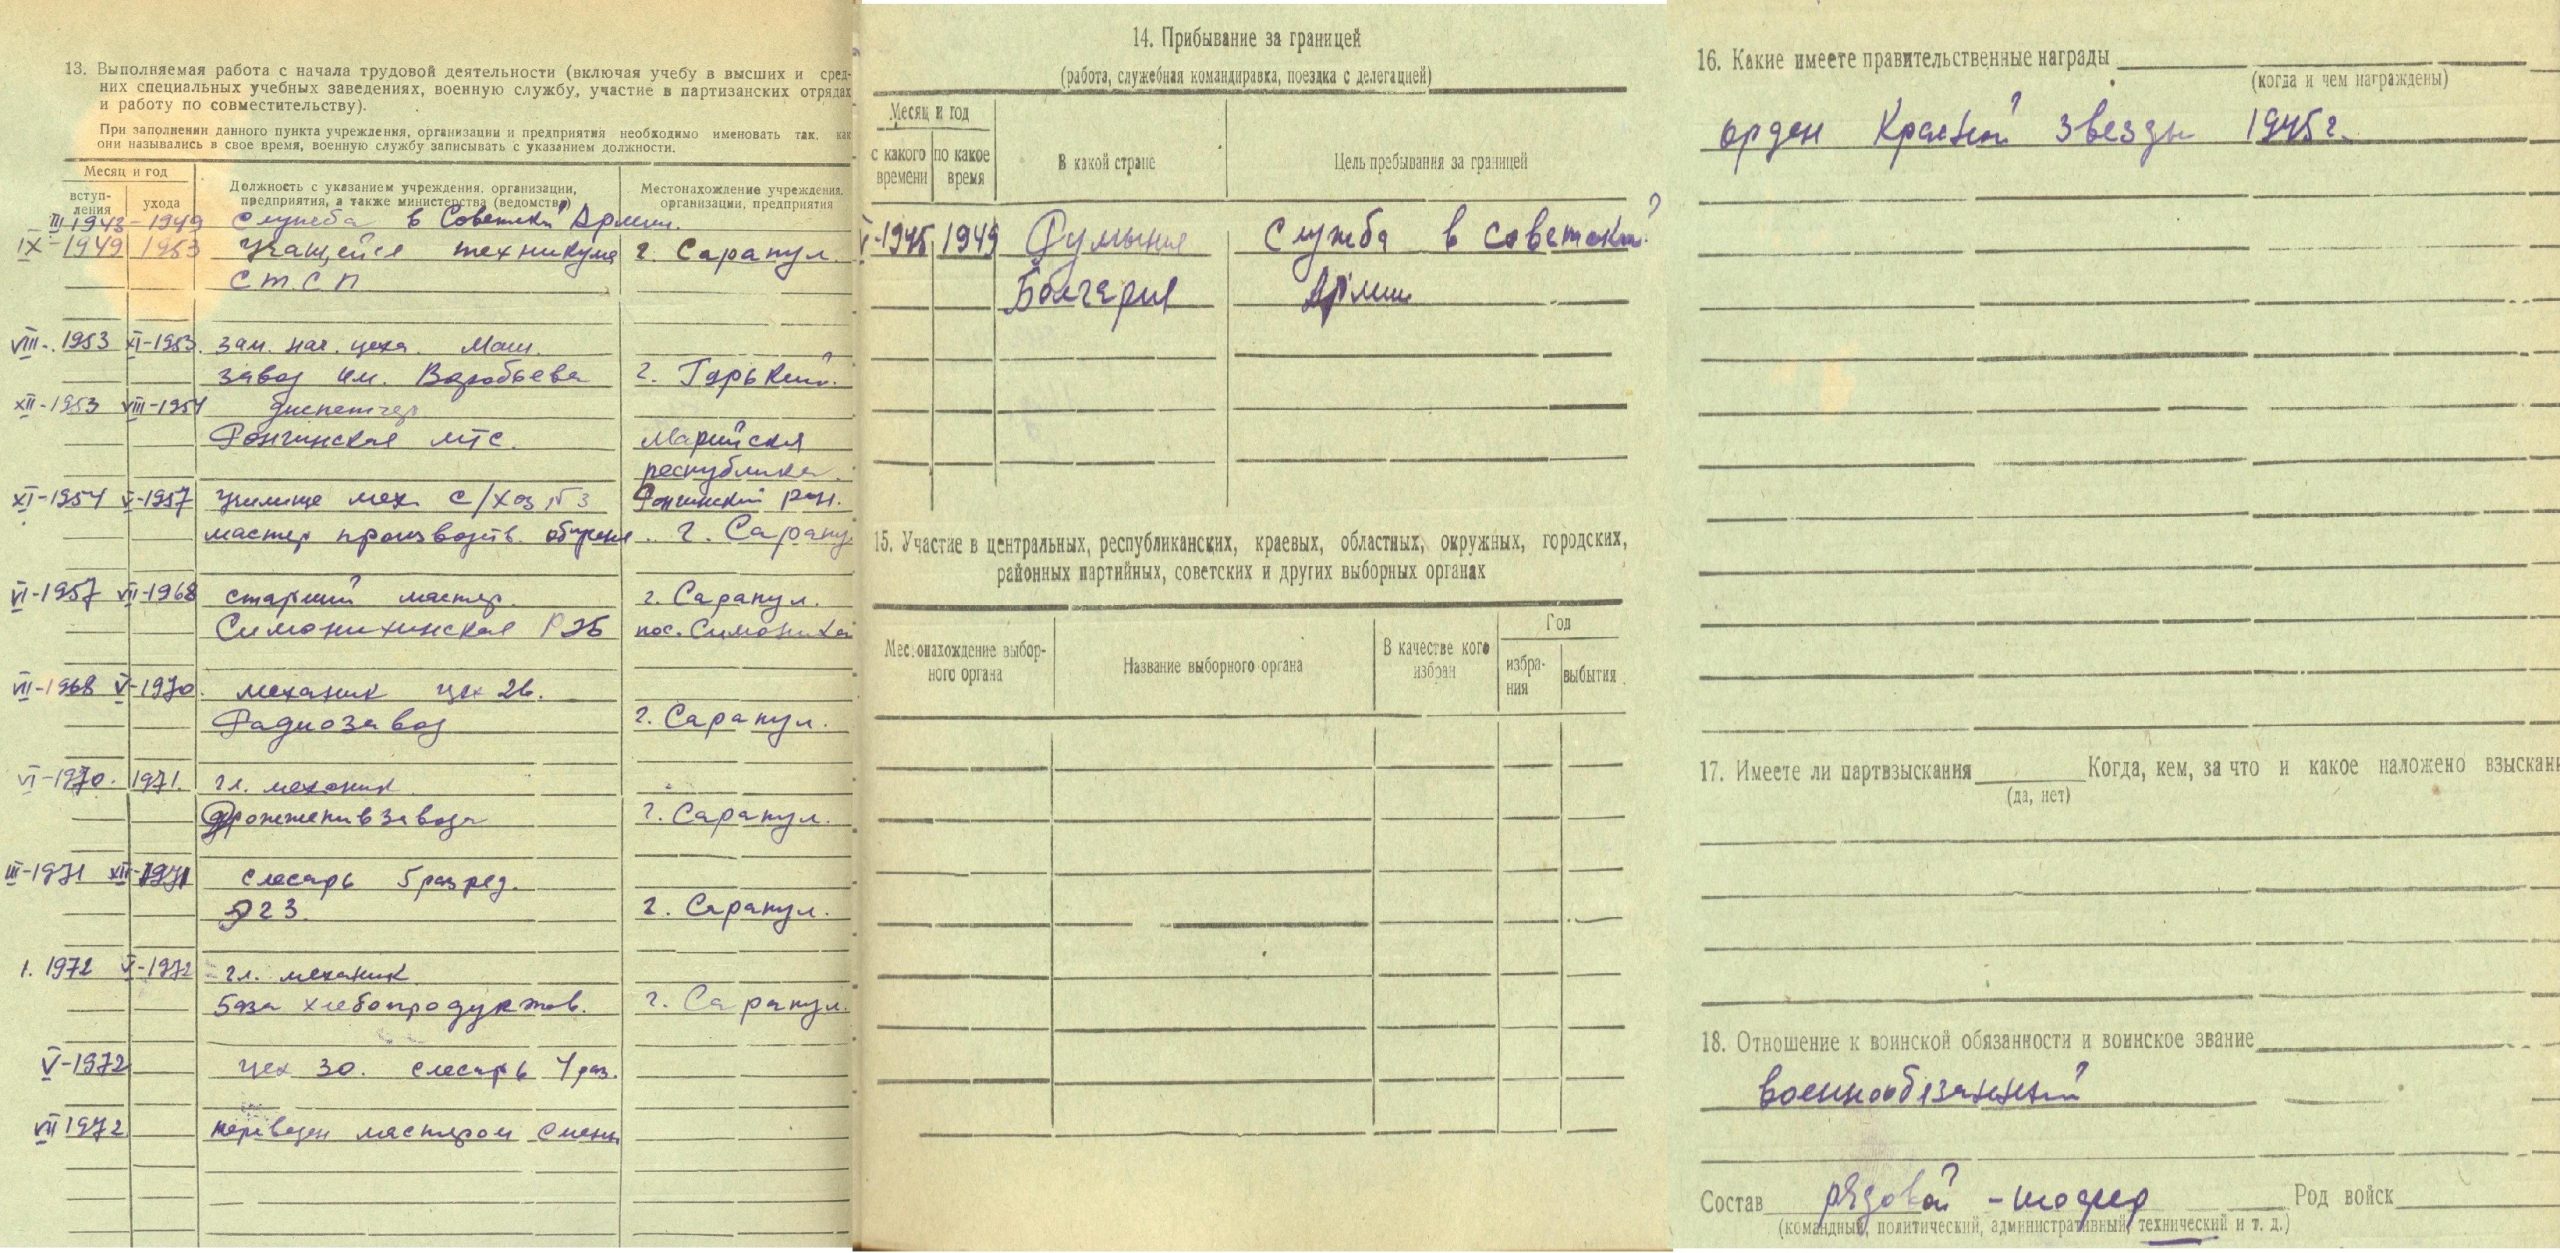 13. Выполняемая работа с начала трудовой деятельности (включая учебу в высших и сред-
них специальных учебных заведениях, военную службу, участие в партизанских отрядах
и работу по совместительству).
При заполнении данного пункта учреждения, организации и предприятия необходимо именовать так, как
они назывались в свое время, военную службу записывать с указанием должности.
Месяц и год
вступ-
ления
ухода
Должность с указанием учреждения, организации,
предприятия, а также министерства (ведомства)
Местонахождение учреждения,
организации, предприятия
III 1943 - 1949 служба в Советской Армии.
IX - 1949 1953 учащейся техникума г. Сарапул.
СТСП
VIII - 1953 XI-1953. зам. нач. цеха. Маш.
завод им. Воробьева г. Горький.
XII - 1953 VIII-1954 диспетчер
Ронгинская МТС. Марийская
республика.
XI-1954 V-1957 училище мех. с/хоз №3 Ронгинский рон.
мастер производств. обучения. г. Сарапу
VI-1957 VII-1968 старший мастер. г. Сарапул.
Симонихинская РЭБ пос. Симониха
VII-1968 V-1970. механик цех 26.
Радиозавод г. Сарапул.
VI-1970. 1971. гл. механик
дрожжепивзавода г. Сарапул.
III-1971 XII-1971 слесарь 5 разред.
ЭГЗ. г. Сарапул.
1. 1972 V-1972 гл. механик
база хлебопродуктов. г. Сарапул.
V-1972 цех 30. слесарь 4 раз.
VII 1972 переведен мастером смены
14. Прибывание за границей
(работа, служебная командировка, поездка с делегацией)
Месяц и год
с какого
времени
по какое
время
В какой стране
Цель пребывания за границей
V-1945 1949 Румыния служба в советской
Болгария Армии
15. Участие в центральных, республиканских, краевых, областных, окружных, городских,
районных партийных, советских и других выборных органах
Местонахождение выбор-
ного органа
Название выборного органа
В качестве кого
избран
Год
избра-
ния
выбытия
16. Какие имеете правительственные награды
(когда и чем награждены)
орден Красной Звезды 1945 г.
17. Имеете ли партвзыскания Когда, кем, за что и какое наложено взыскани
(да, нет)
18. Отношение к воинской обязанности и воинское звание
военнообязанный
Состав рядовой - шофер Род войск
(командный, политический, административный, технический и т. д.)